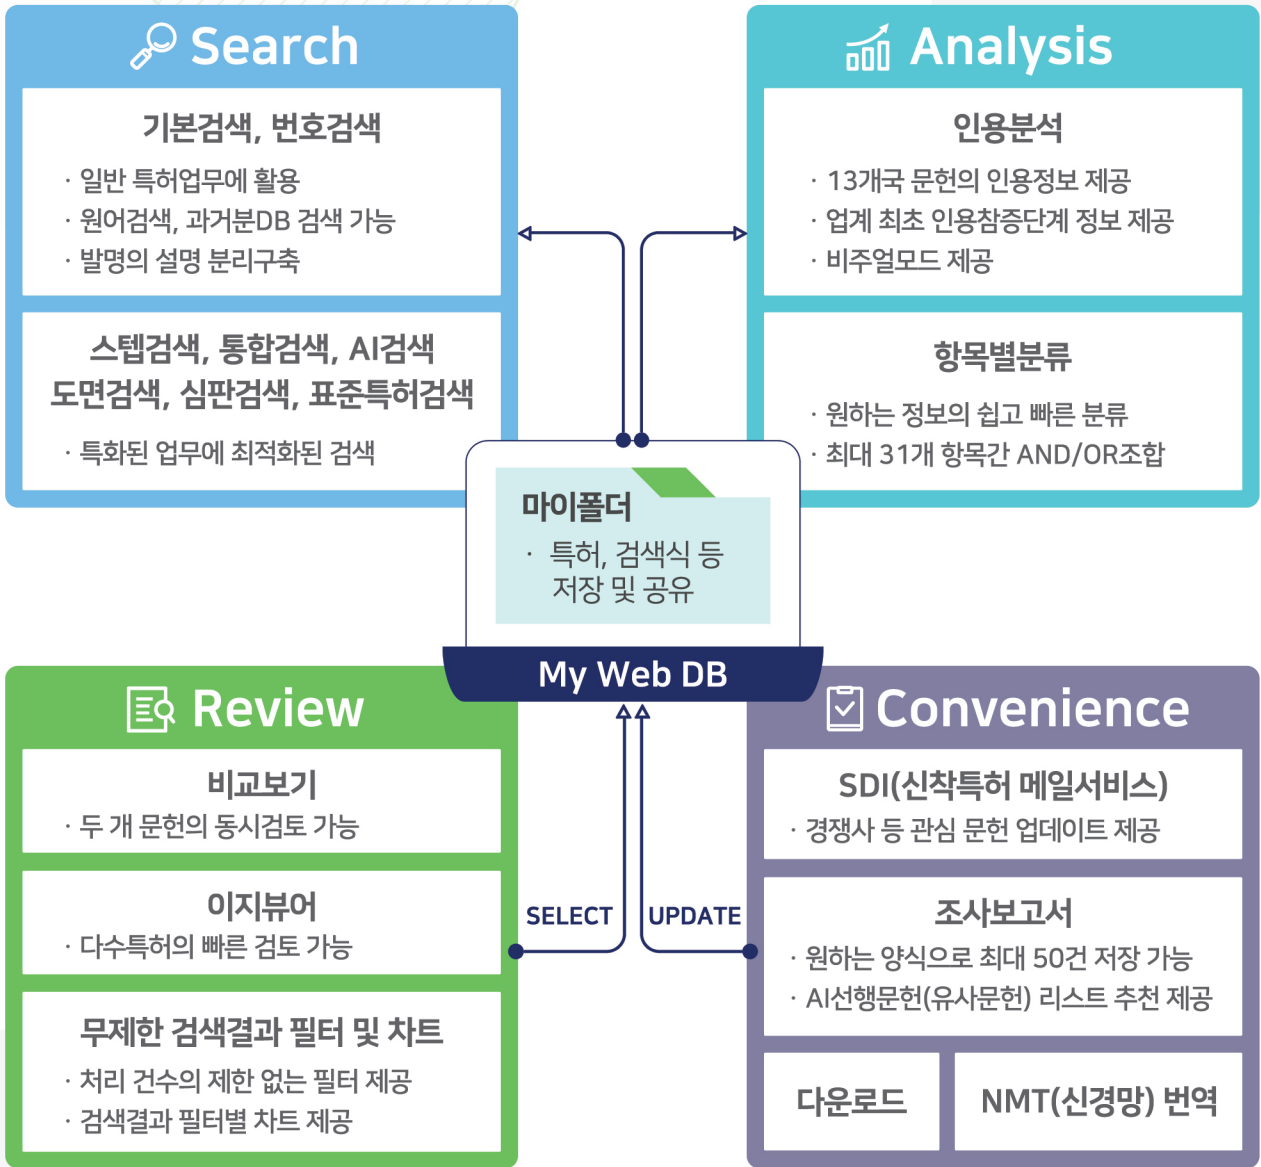 Search
기본검색, 번호검색
· 일반 특허업무에 활용
· 원어검색, 과거분DB 검색 가능
· 발명의 설명 분리구축
스텝검색, 통합검색, AI검색
도면검색, 심판검색, 표준특허검색
· 특화된 업무에 최적화된 검색
Analysis
인용분석
· 13개국 문헌의 인용정보 제공
· 업계 최초 인용참증단계 정보 제공
· 비주얼모드 제공
항목별분류
· 원하는 정보의 쉽고 빠른 분류
· 최대 31개 항목간 AND/OR조합
마이폴더
· 특허, 검색식 등
저장 및 공유
My Web DB
Review
비교보기
· 두 개 문헌의 동시검토 가능
이지뷰어
· 다수특허의 빠른 검토 가능
무제한 검색결과 필터 및 차트
· 처리 건수의 제한 없는 필터 제공
· 검색결과 필터별 차트 제공
SELECT
UPDATE
Convenience
SDI(신착특허 메일서비스)
· 경쟁사 등 관심 문헌 업데이트 제공
조사보고서
· 원하는 양식으로 최대 50건 저장 가능
· AI선행문헌(유사문헌) 리스트 추천 제공
다운로드
NMT(신경망) 번역